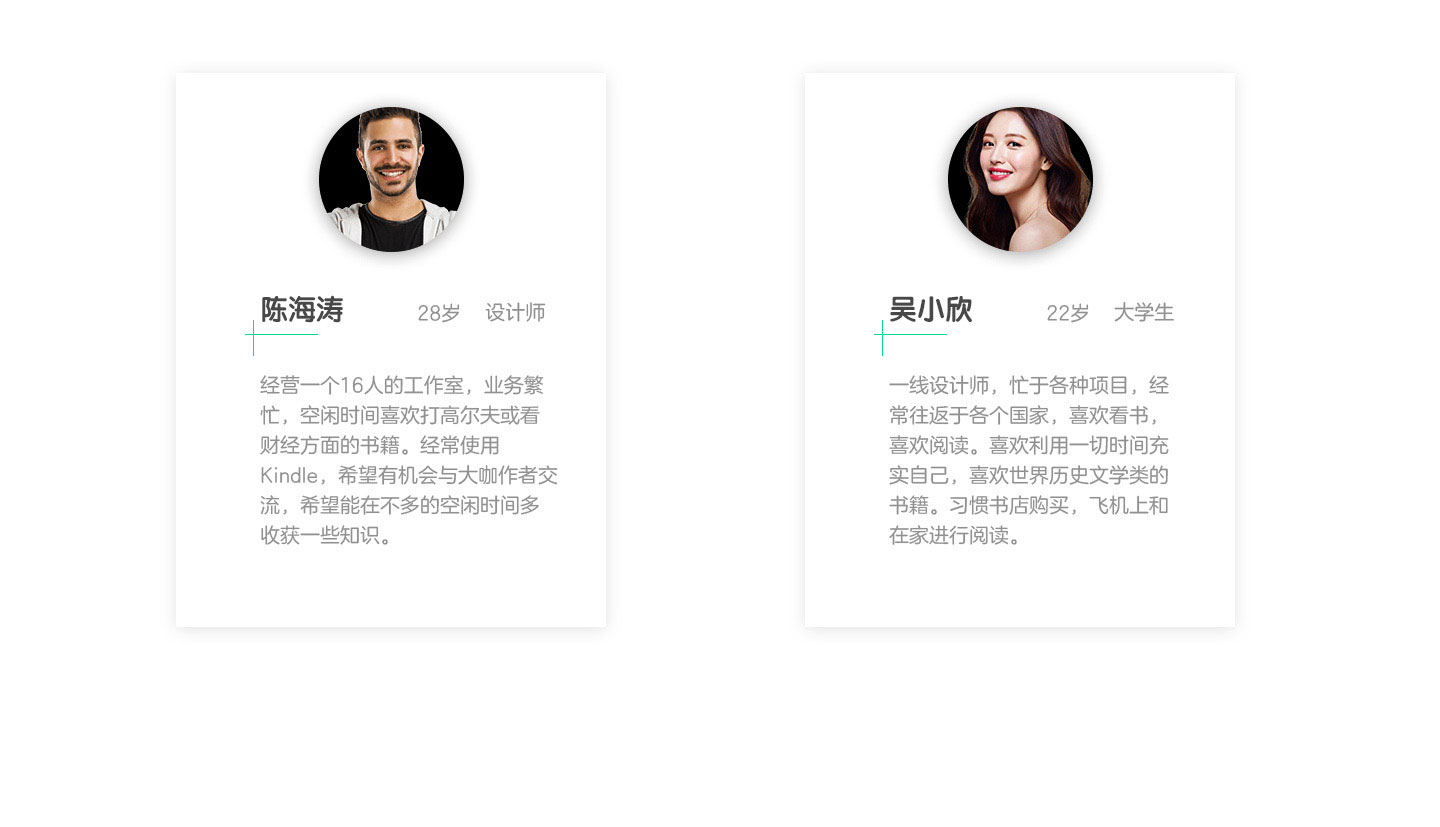 陈海涛 28岁 设计师
经营一个16人的工作室，业务繁
忙，空闲时间喜欢打高尔夫或看
财经方面的书籍。经常使用
Kindle，希望有机会与大咖作者交
流，希望能在不多的空闲时间多
收获一些知识。
吴小欣 22岁 大学生
一线设计师，忙于各种项目，经
常往返于各个国家，喜欢看书，
喜欢阅读。喜欢利用一切时间充
实自己，喜欢世界历史文学类的
书籍。习惯书店购买，飞机上和
在家进行阅读。